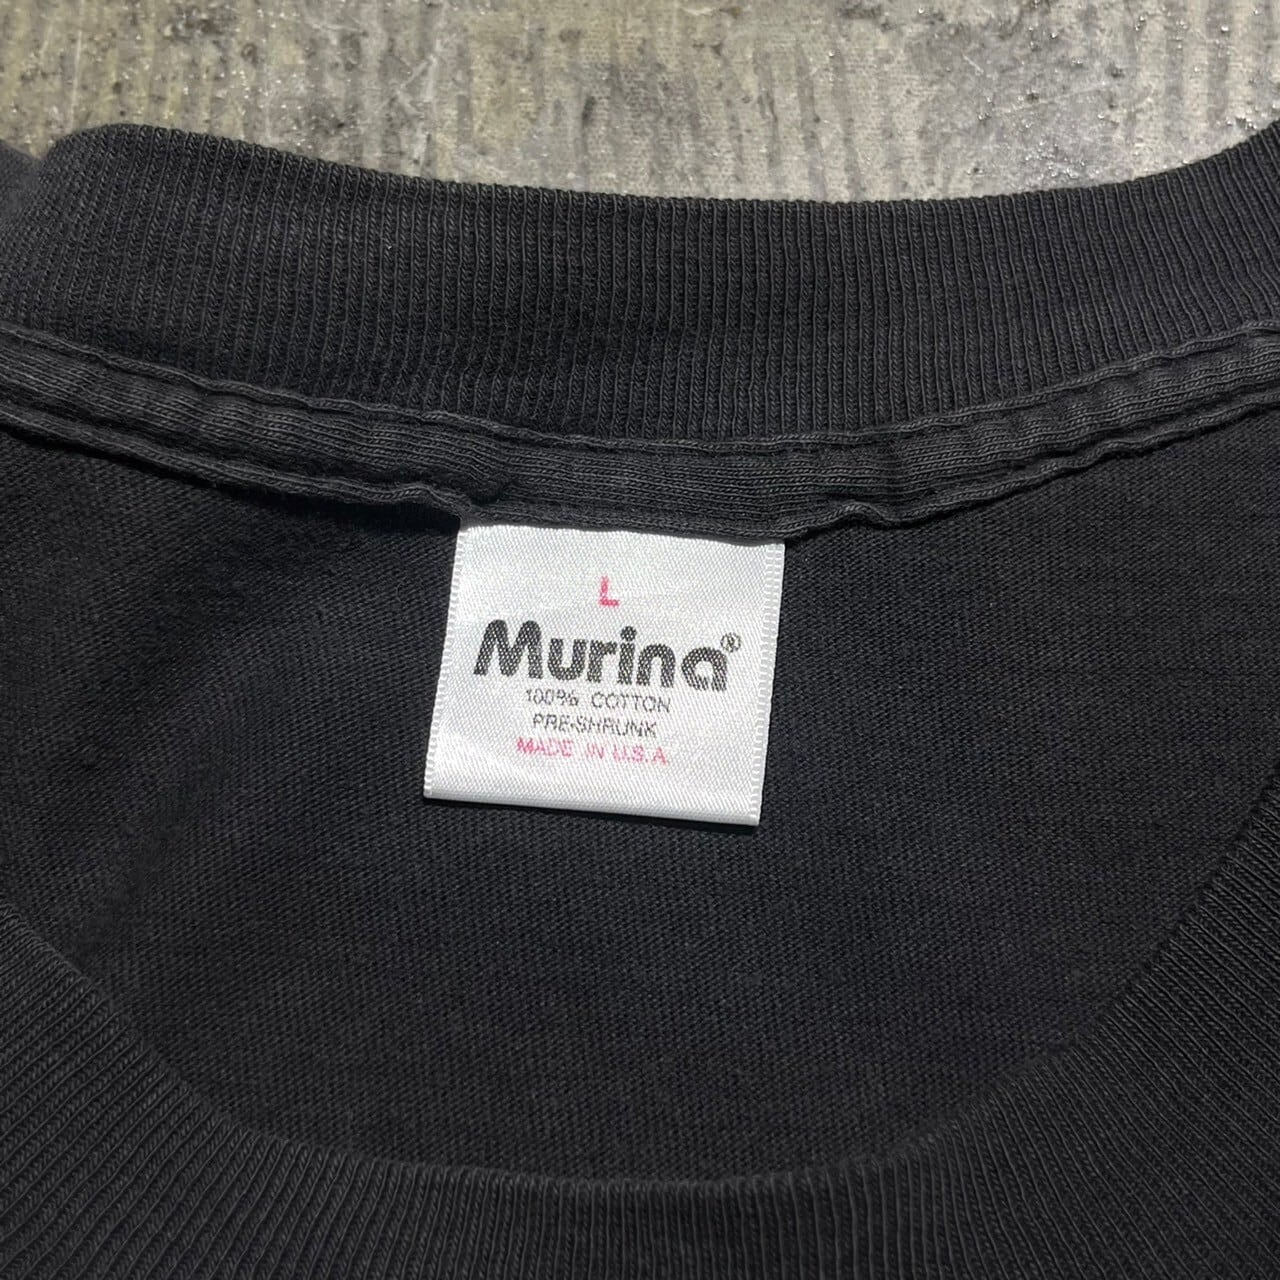 L
Murina®
100% COTTON
PRE-SHRUNK
MADE IN U.S.A.